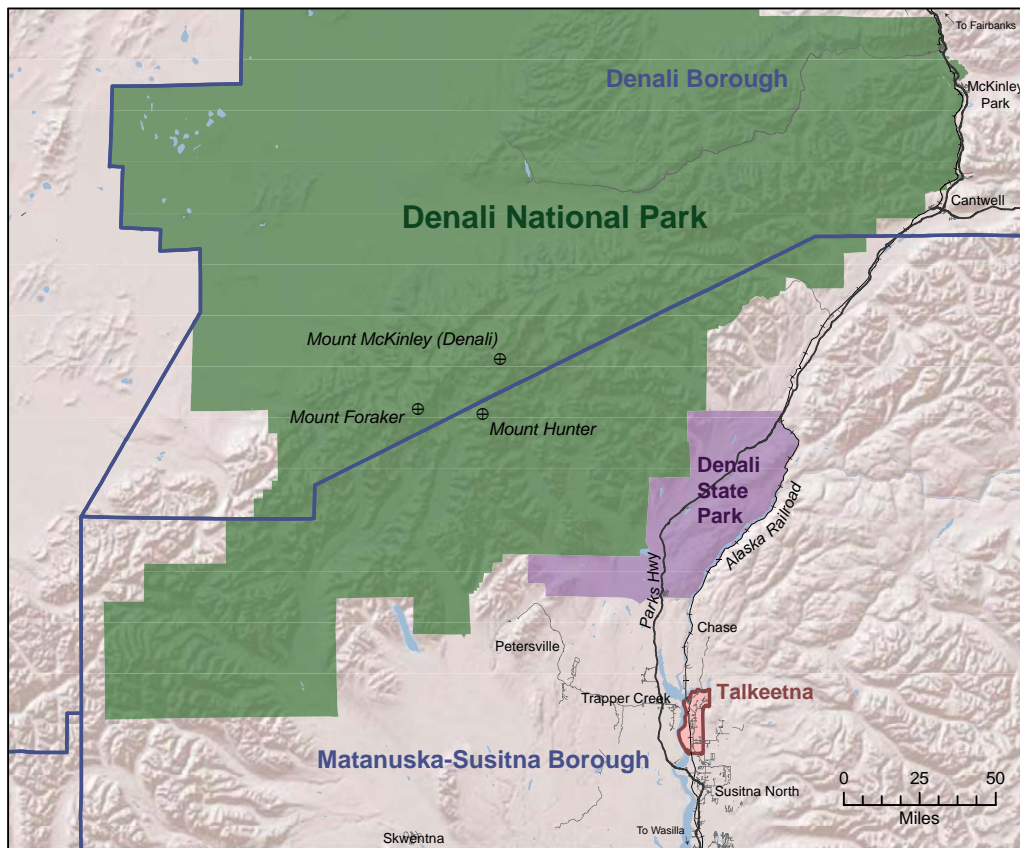 To Fairbanks
Denali Borough
McKinley
Park
Cantwell
Denali National Park
Mount McKinley (Denali)
Mount Foraker
Mount Hunter
Denali
State
Park
Alaska Railroad
Parks Hwy
Chase
Petersville
Trapper Creek
Talkeetna
Matanuska-Susitna Borough
Susitna North
0 25 50
Miles
To Wasilla
Skwentna